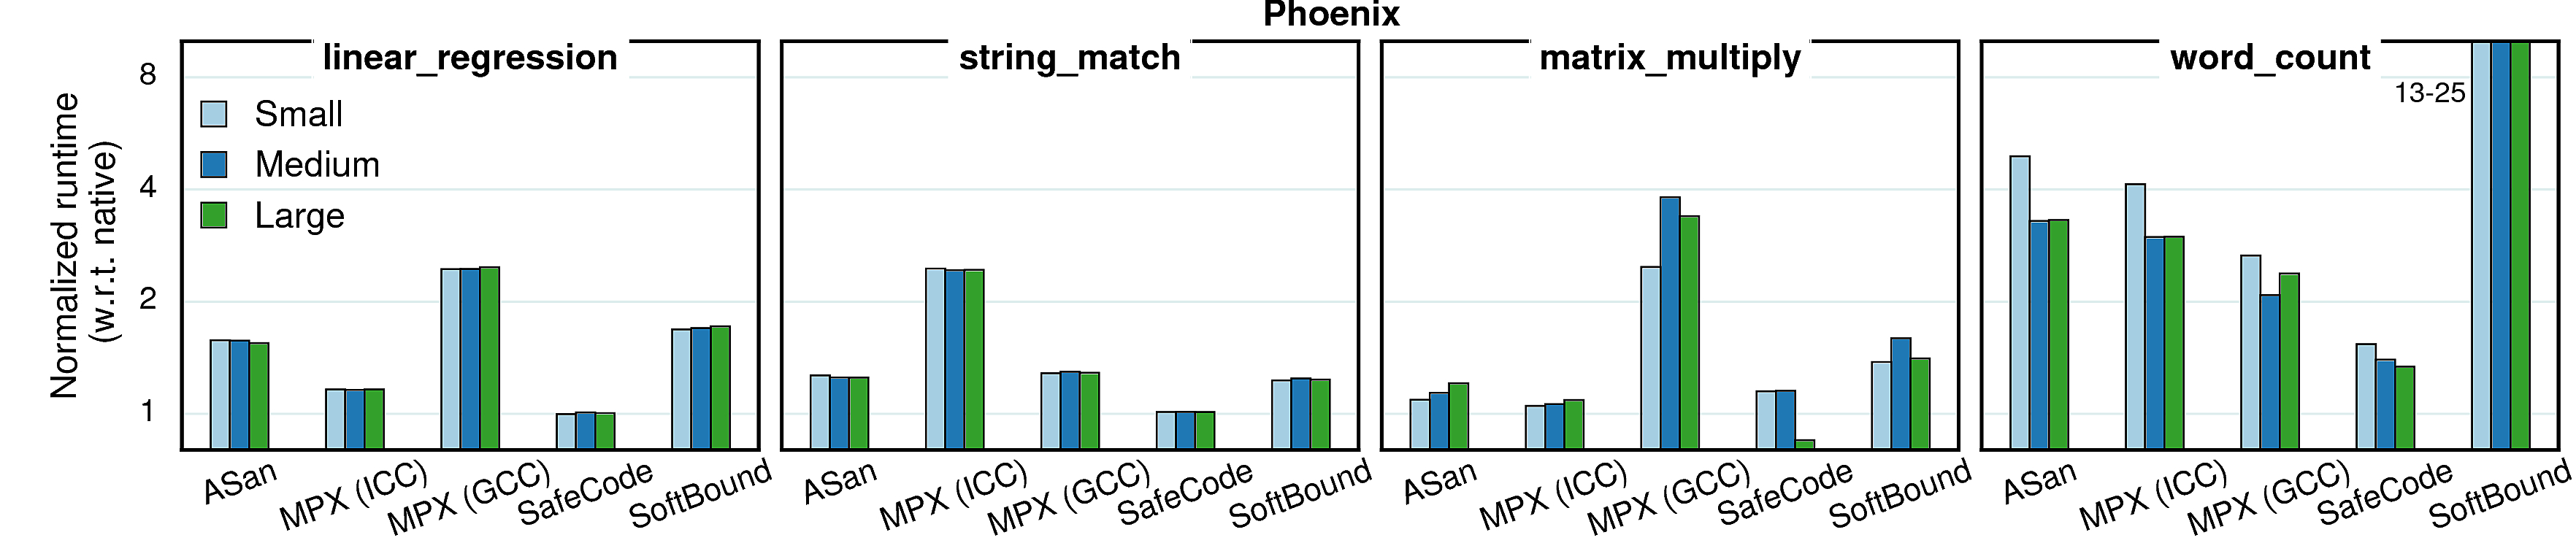 Phoenix
linear_regression
string_match
matrix_multiply
word_count
Normalized runtime
(w.r.t. native)
8
4
2
1
Small
Medium
Large
13-25
ASan
MPX (ICC)
MPX (GCC)
SafeCode
SoftBound
ASan
MPX (ICC)
MPX (GCC)
SafeCode
SoftBound
ASan
MPX (ICC)
MPX (GCC)
SafeCode
SoftBound
ASan
MPX (ICC)
MPX (GCC)
SafeCode
SoftBound